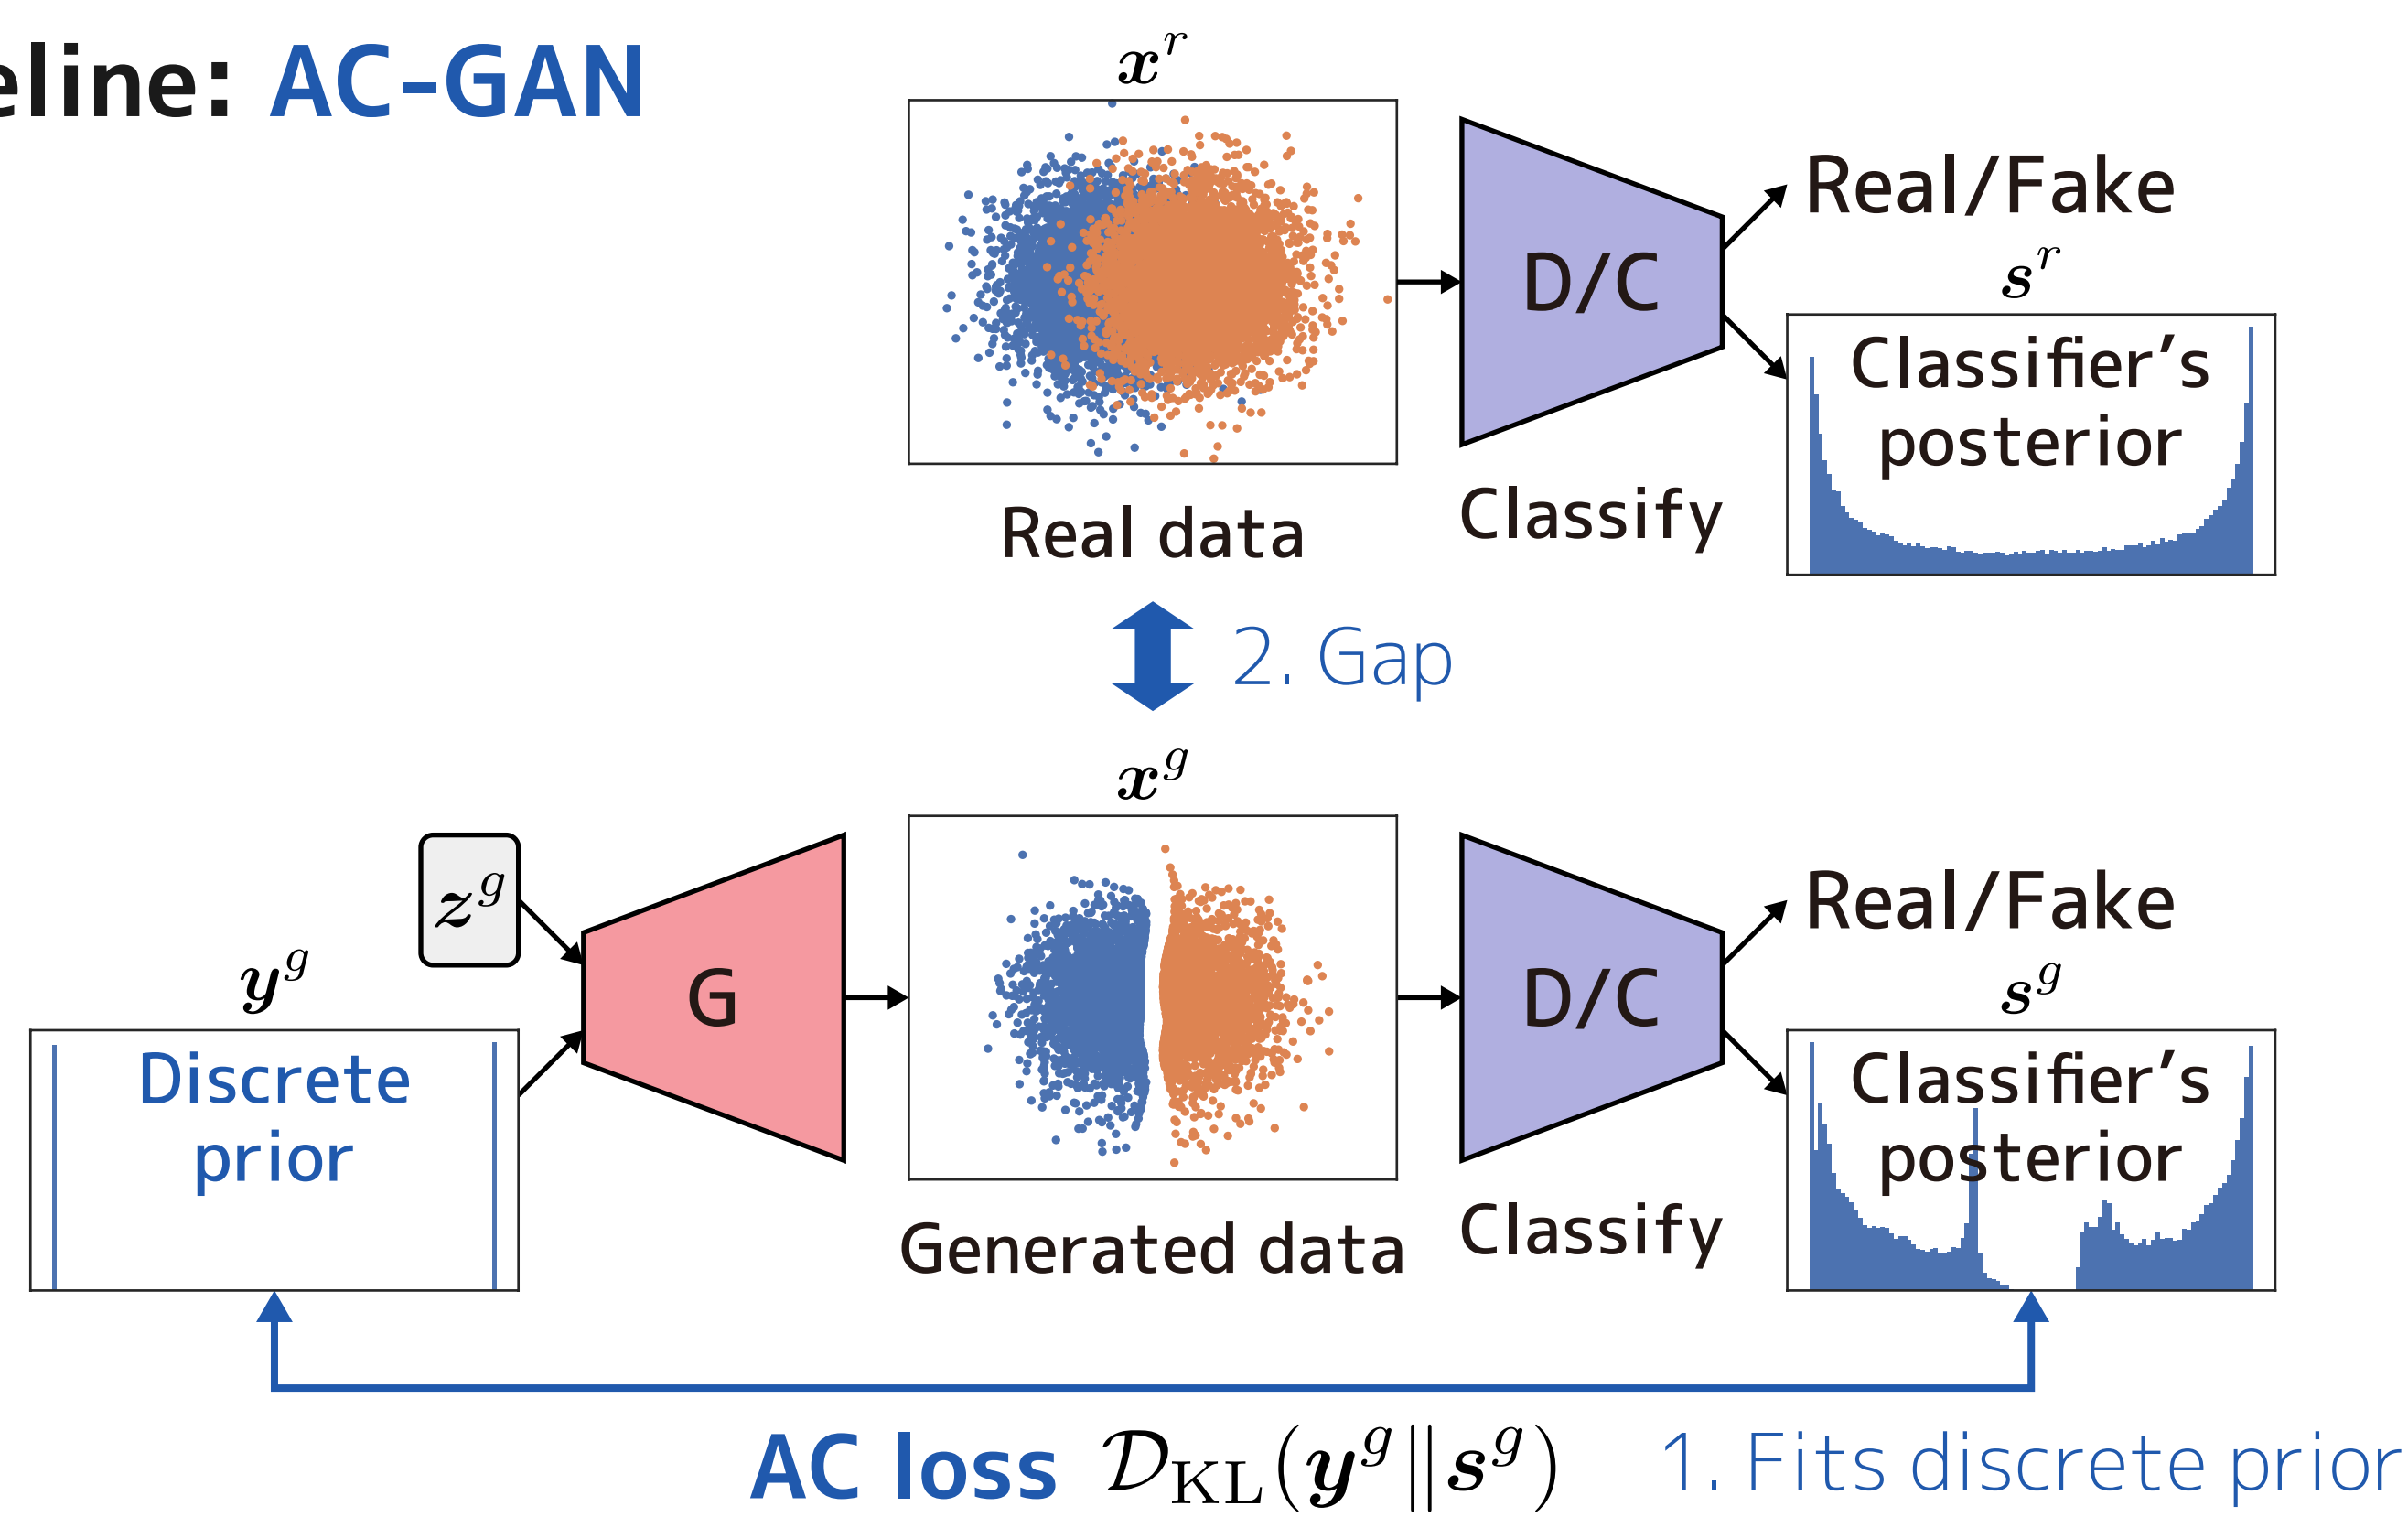 eline: AC-GAN
x^r
D/C
Real/Fake
s^r
Classifier's
posterior
Real data
Classify
2. Gap
x^g
z^g
y^g
G
D/C
Real/Fake
s^g
Discrete
prior
Classifier's
posterior
Generated data
Classify
AC loss 𝒟_KL(y^g‖s^g) 1. Fits discrete prior